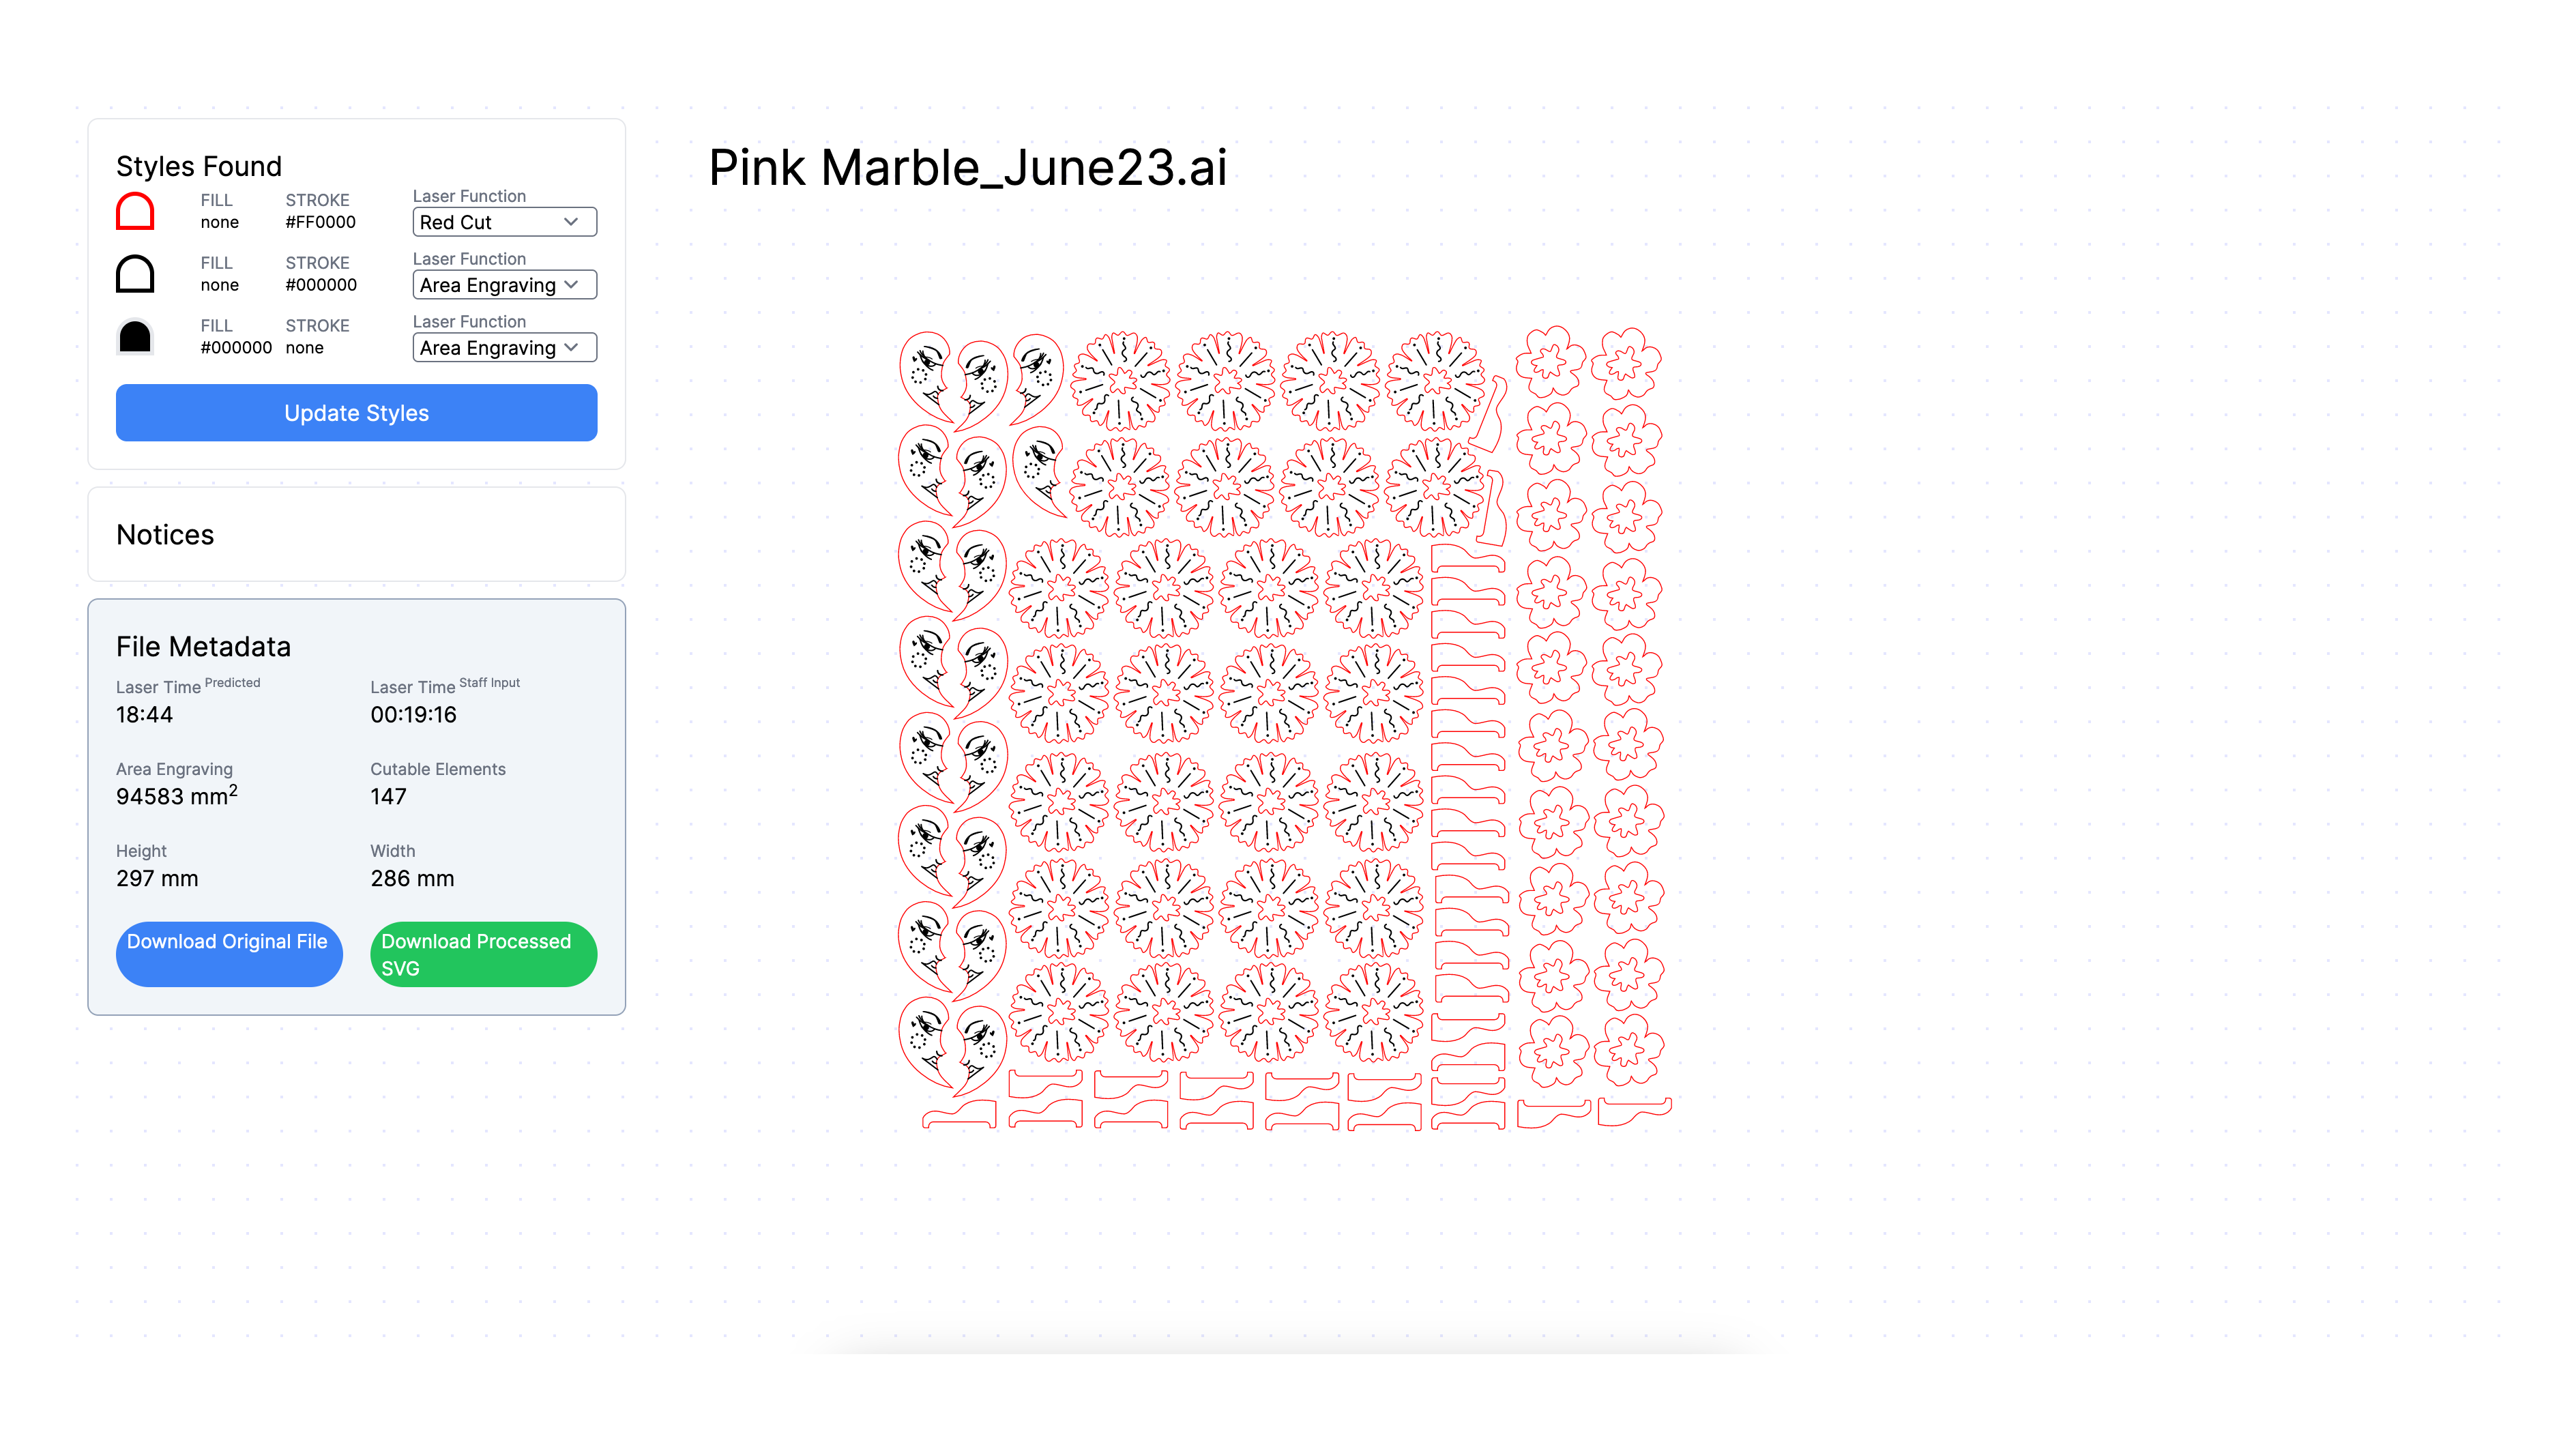 Pink Marble_June23.ai
Styles Found
FILL STROKE Laser Function
none #FF0000 Red Cut
FILL STROKE Laser Function
none #000000 Area Engraving
FILL STROKE Laser Function
#000000 none Area Engraving
Update Styles
Notices
File Metadata
Laser Time Predicted Laser Time Staff Input
18:44 00:19:16
Area Engraving Cutable Elements
94583 mm² 147
Height Width
297 mm 286 mm
Download Original File Download Processed
SVG